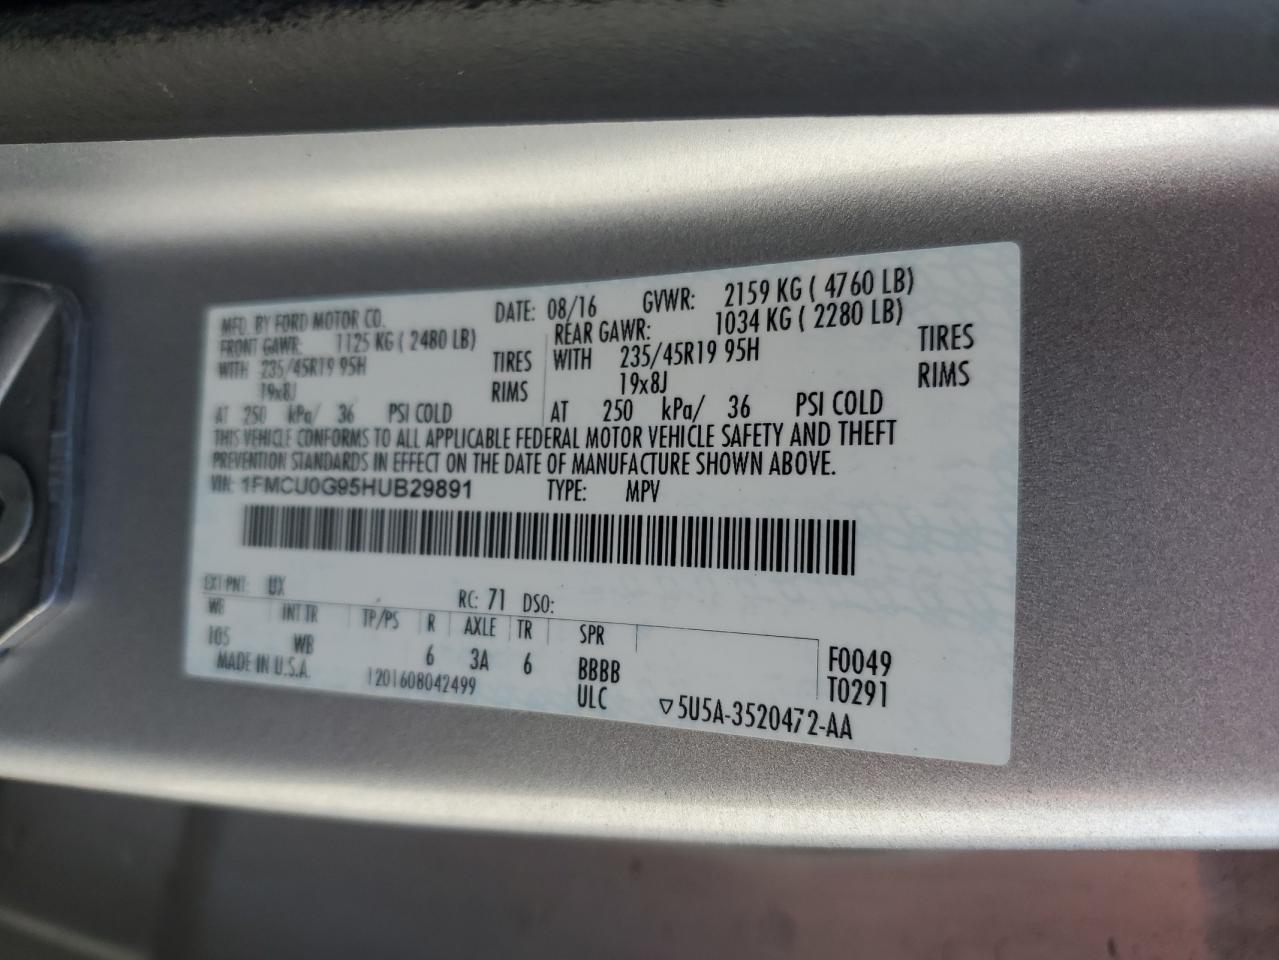 MFD. BY FORD MOTOR CO. DATE: 08/16 GVWR: 2159 KG ( 4760 LB)
FRONT GAWR: 1125 KG ( 2480 LB) REAR GAWR: 1034 KG ( 2280 LB)
WITH 235/45R19 95H TIRES WITH 235/45R19 95H TIRES
19x8J RIMS 19x8J RIMS
AT 250 kPa/ 36 PSI COLD AT 250 kPa/ 36 PSI COLD
THIS VEHICLE CONFORMS TO ALL APPLICABLE FEDERAL MOTOR VEHICLE SAFETY AND THEFT
PREVENTION STANDARDS IN EFFECT ON THE DATE OF MANUFACTURE SHOWN ABOVE.
VIN: 1FMCU0G95HUB29891 TYPE: MPV
EXT PNT: UX RC: 71 DSO:
WB INT TR TP/PS R AXLE TR SPR
105 WB 6 3A 6 BBBB F0049
MADE IN U.S.A. 1201608042499 ULC T0291
▽5U5A-3520472-AA